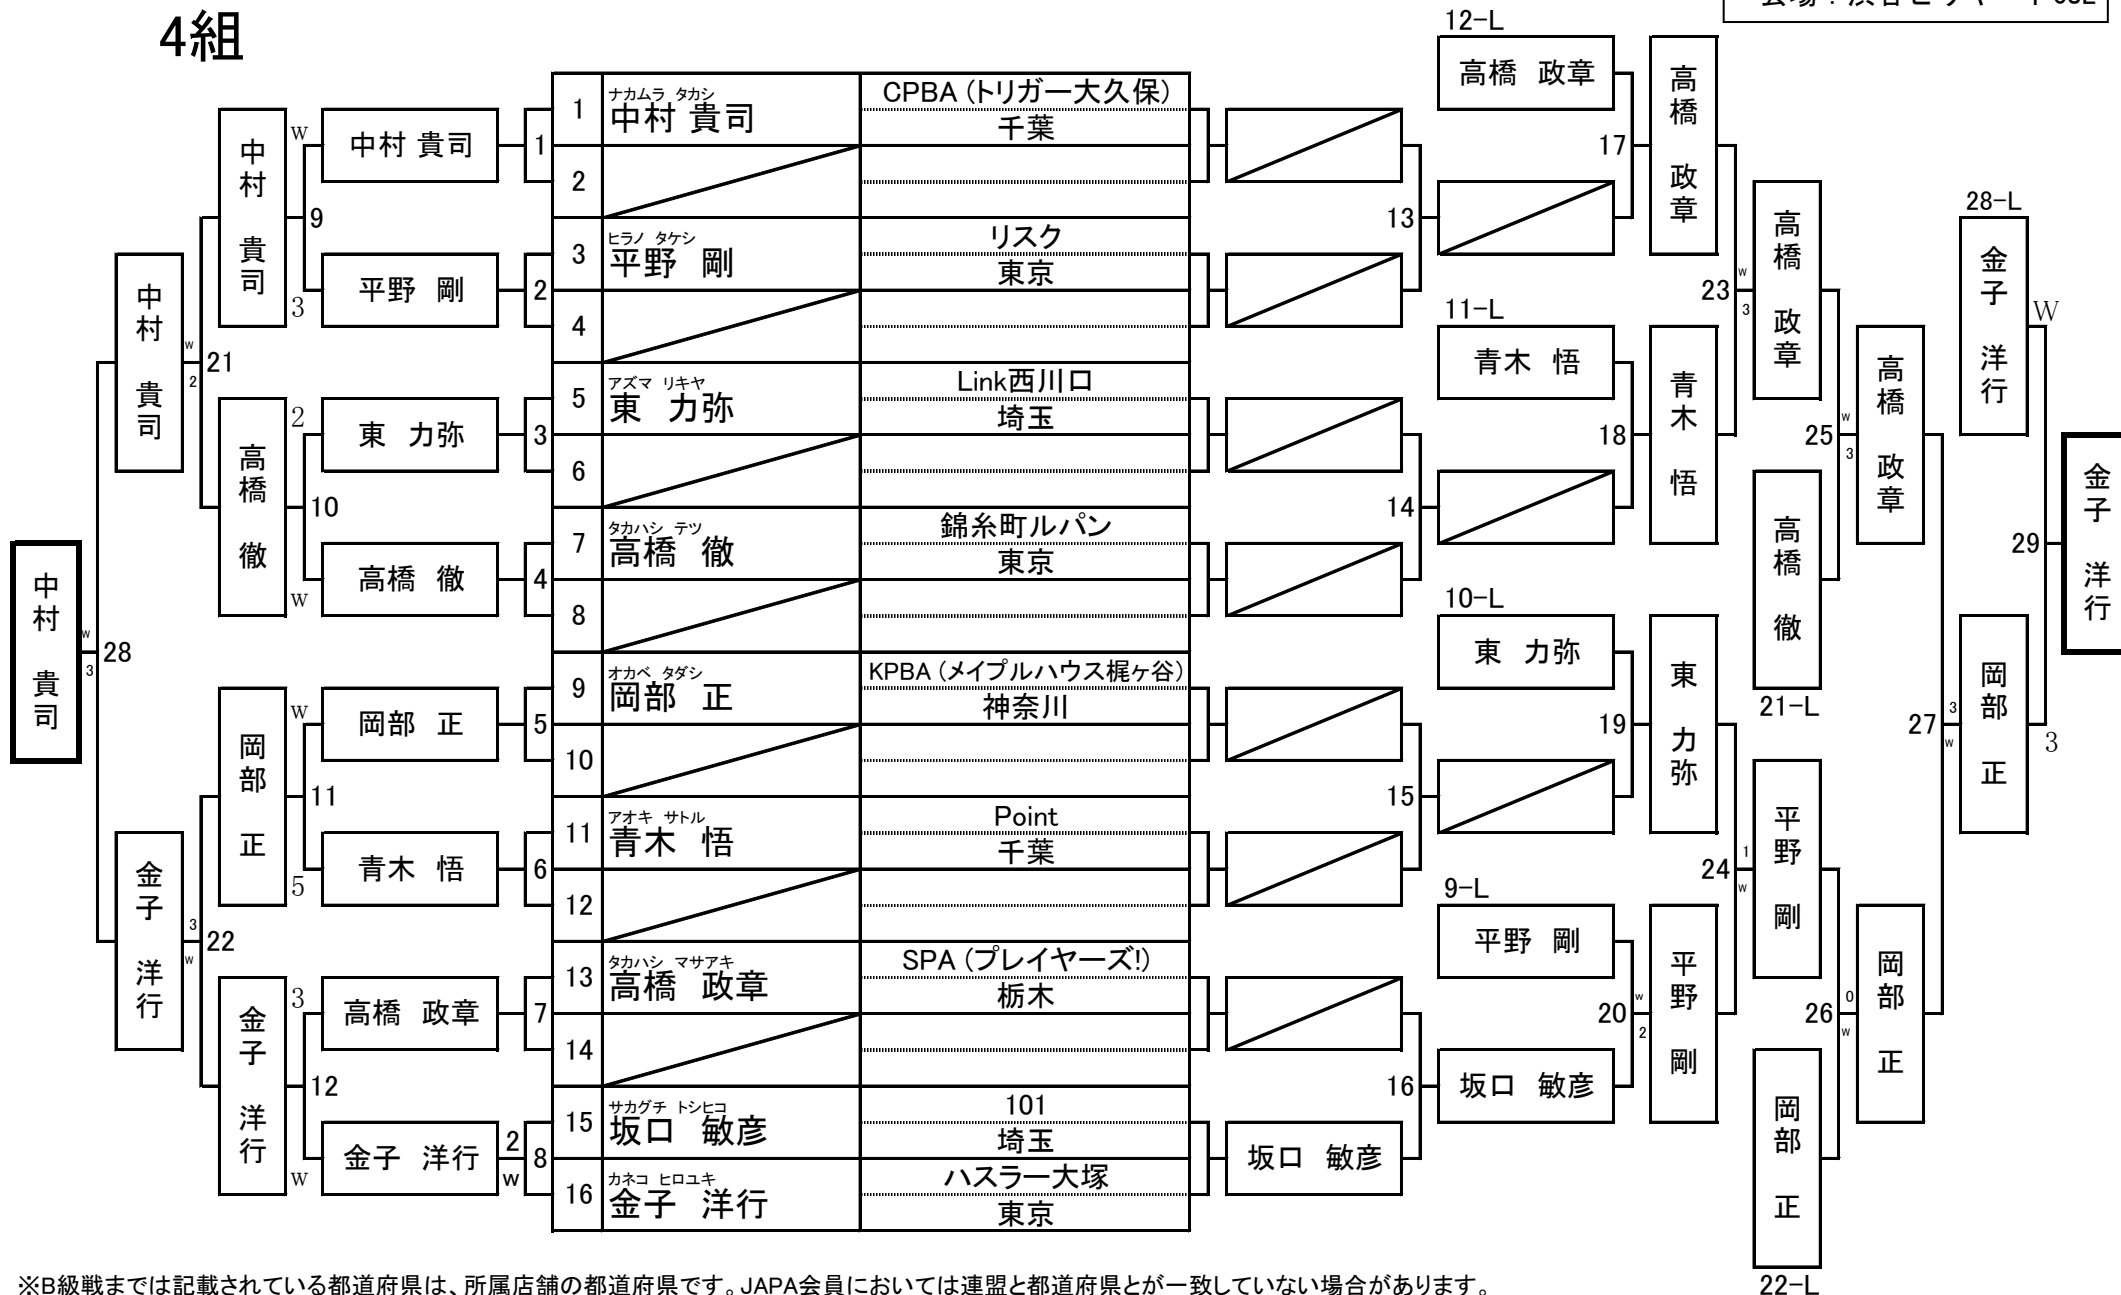 4組
12-L
高橋 政章
高橋 政章
17
13
高橋 政章
W
23
3
11-L
青木 悟
18
14
青木 悟
高橋 政章
W
25
3
高橋 徹
21-L
10-L
東 力弥
19
15
東 力弥
平野 剛
1
24
W
9-L
平野 剛
W
20
2
16
坂口 敏彦
平野 剛
0
26
W
岡部 正
22-L
岡部 正
高橋 政章
3
27
W
28-L
金子 洋行
W
29
3
岡部 正
金子 洋行
中村 貴司
W
28
3
中村 貴司
W
21
2
金子 洋行
3
22
W
中村 貴司
W
9
3
高橋 徹
2
10
W
岡部 正
W
11
5
金子 洋行
3
12
W
中村 貴司
1
平野 剛
2
東 力弥
3
高橋 徹
4
岡部 正
5
青木 悟
6
高橋 政章
7
金子 洋行
2
8
W
1
ナカムラ タカシ
中村 貴司
CPBA (トリガー大久保)
千葉
2
3
ヒラノ タケシ
平野 剛
リスク
東京
4
5
アズマ リキヤ
東 力弥
Link西川口
埼玉
6
7
タカハシ テツ
高橋 徹
錦糸町ルパン
東京
8
9
オカベ タダシ
岡部 正
KPBA (メイプルハウス梶ヶ谷)
神奈川
10
11
アオキ サトル
青木 悟
Point
千葉
12
13
タカハシ マサアキ
高橋 政章
SPA (プレイヤーズ!)
栃木
14
15
サカグチ トシヒコ
坂口 敏彦
101
埼玉
16
カネコ ヒロユキ
金子 洋行
ハスラー大塚
東京
坂口 敏彦
※B級戦までは記載されている都道府県は、所属店舗の都道府県です。JAPA会員においては連盟と都道府県とが一致していない場合があります。